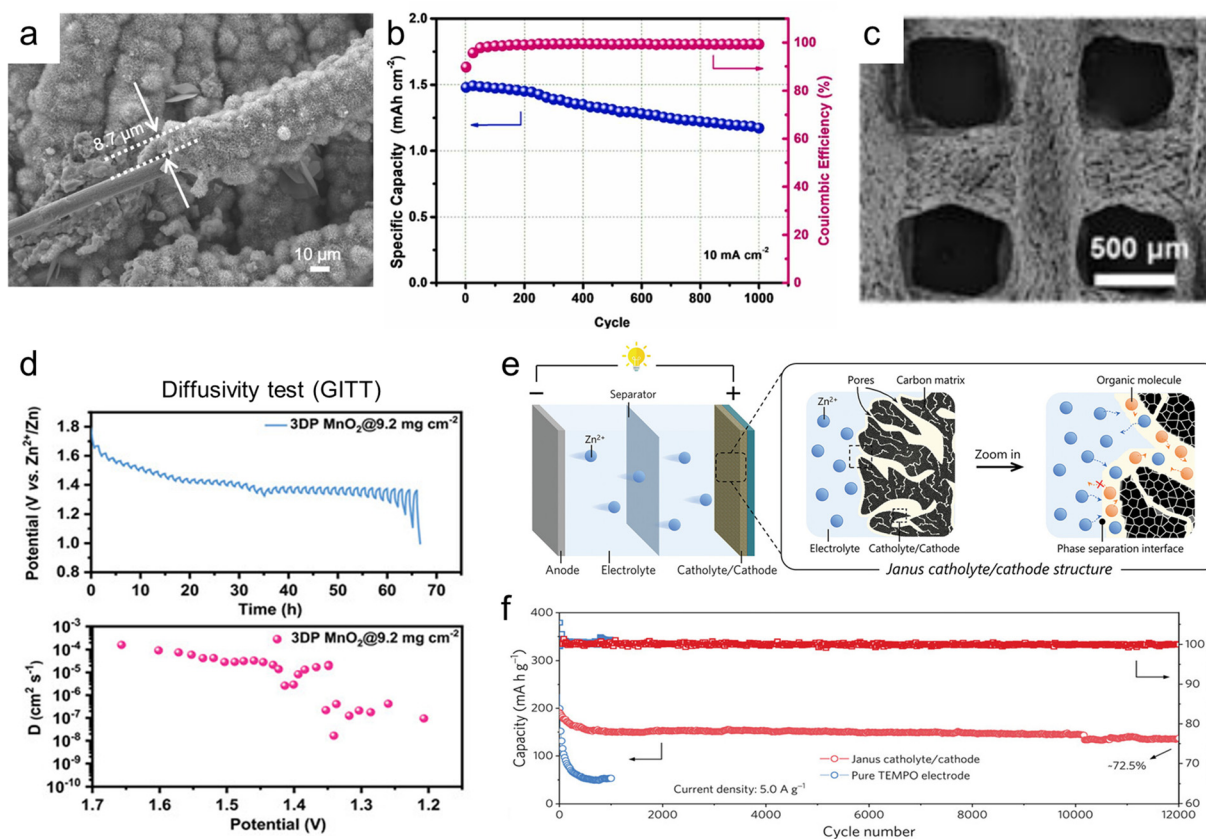 a
8.7 μm
10 μm
b
2.0
1.5
1.0
0.5
0.0
Specific Capacity (mAh cm⁻²)
100
80
60
40
20
0
Coulombic Efficiency (%)
10 mA cm⁻²
0 200 400 600 800 1000
Cycle
c
500 μm
d
Diffusivity test (GITT)
3DP MnO₂@9.2 mg cm⁻²
1.8
1.6
1.4
1.2
1.0
0.8
Potential (V vs. Zn²⁺/Zn)
0 10 20 30 40 50 60 70
Time (h)
3DP MnO₂@9.2 mg cm⁻²
10⁻³
10⁻⁴
10⁻⁵
10⁻⁶
10⁻⁷
10⁻⁸
10⁻⁹
10⁻¹⁰
D (cm² s⁻¹)
1.7 1.6 1.5 1.4 1.3 1.2
Potential (V)
e
−
+
Separator
Zn²⁺
Anode
Electrolyte
Catholyte/Cathode
Pores
Carbon matrix
Zn²⁺
Electrolyte
Catholyte/Cathode
Zoom in
Organic molecule
Phase separation interface
Janus catholyte/cathode structure
f
400
350
300
250
200
150
100
50
0
Capacity (mA h g⁻¹)
100
90
80
70
60
~72.5%
Janus catholyte/cathode
Pure TEMPO electrode
Current density: 5.0 A g⁻¹
0 2000 4000 6000 8000 10000 12000
Cycle number